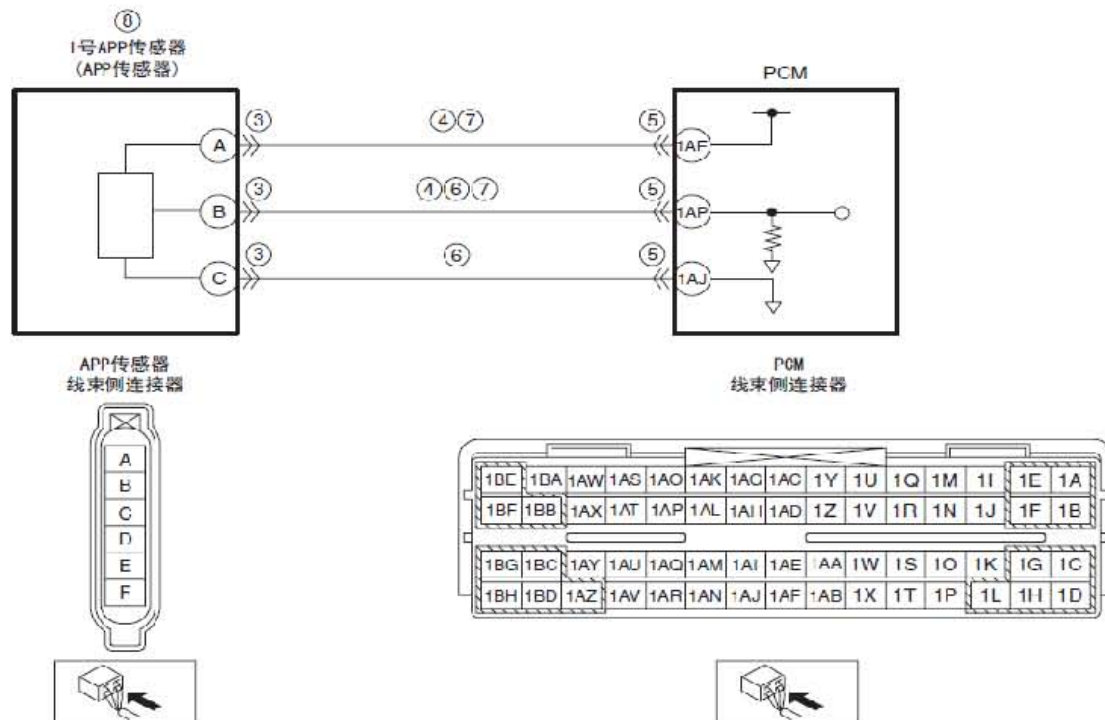 ⑧
1号APP传感器
(APP传感器)
PCM
③ ④⑦ ⑤
A 1AF
③ ④⑥⑦ ⑤
B 1AP
③ ⑥ ⑤
C 1AJ
APP传感器
线束侧连接器
PCM
线束侧连接器
A
B
C
D
E
F
1BE 1BA 1AW 1AS 1AO 1AK 1AG 1AC 1Y 1U 1Q 1M 1I 1E 1A
1BF 1BB 1AX 1AT 1AP 1AL 1AH 1AD 1Z 1V 1R 1N 1J 1F 1B
1BG 1BC 1AY 1AU 1AQ 1AM 1AI 1AE 1AA 1W 1S 1O 1K 1G 1C
1BH 1BD 1AZ 1AV 1AR 1AN 1AJ 1AF 1AB 1X 1T 1P 1L 1H 1D